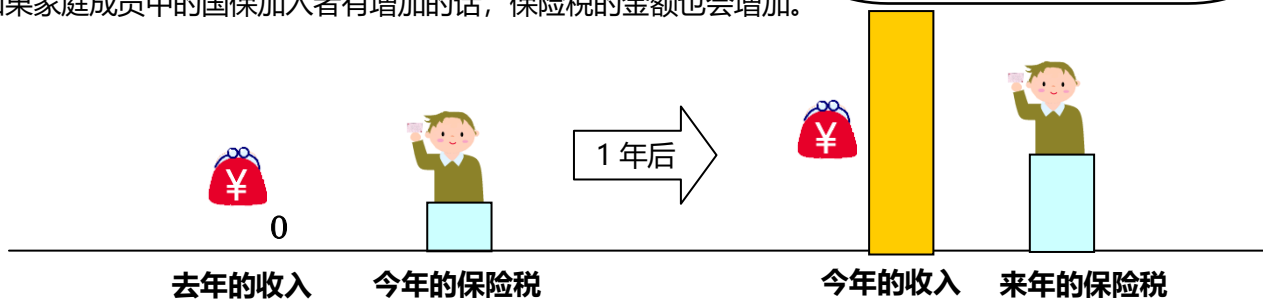 如果家庭成员中的国保加入者有增加的话，保险税的金额也会增加。
¥
0
1 年后
¥
去年的收入
今年的保险税
今年的收入
来年的保险税